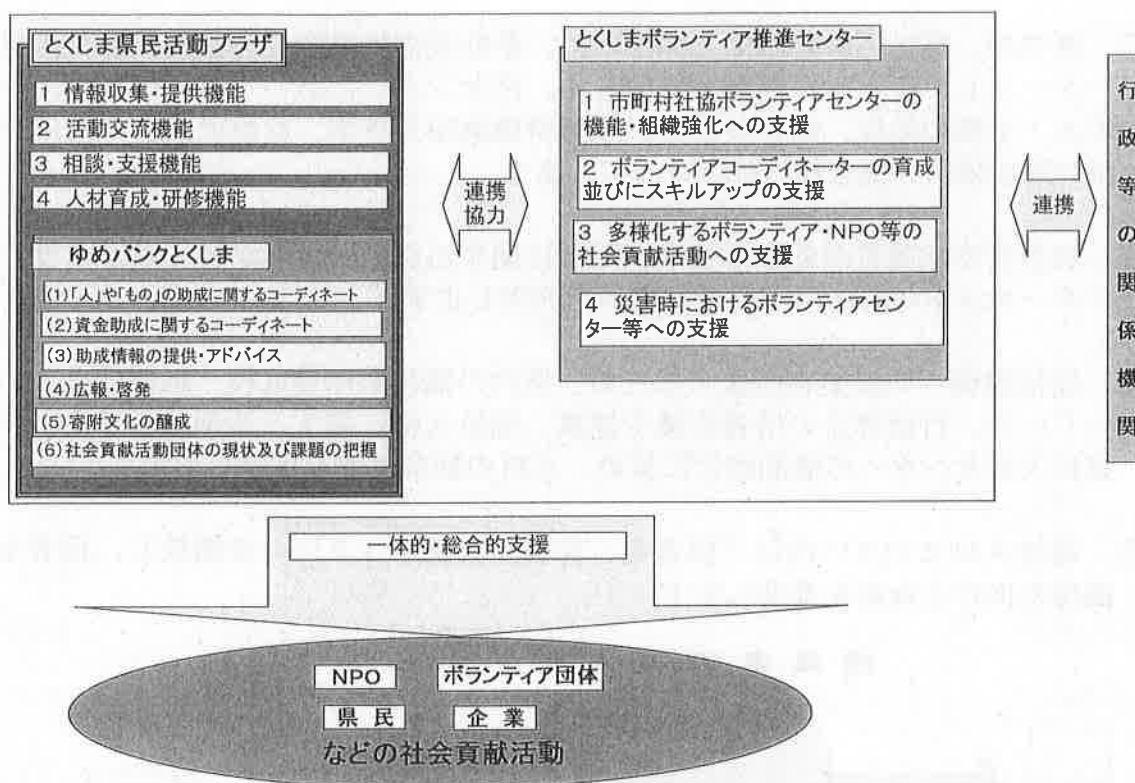 とくしま県民活動プラザ
1 情報収集・提供機能
2 活動交流機能
3 相談・支援機能
4 人材育成・研修機能
ゆめバンクとくしま
(1)「人」や「もの」の助成に関するコーディネート
(2)資金助成に関するコーディネート
(3)助成情報の提供・アドバイス
(4)広報・啓発
(5)寄附文化の醸成
(6)社会貢献活動団体の現状及び課題の把握
連携
協力
とくしまボランティア推進センター
1 市町村社協ボランティアセンターの
機能・組織強化への支援
2 ボランティアコーディネーターの育成
並びにスキルアップの支援
3 多様化するボランティア・NPO等の
社会貢献活動への支援
4 災害時におけるボランティアセン
ター等への支援
連携
行政等の関係機関
一体的・総合的支援
NPO ボランティア団体
県民 企業
などの社会貢献活動